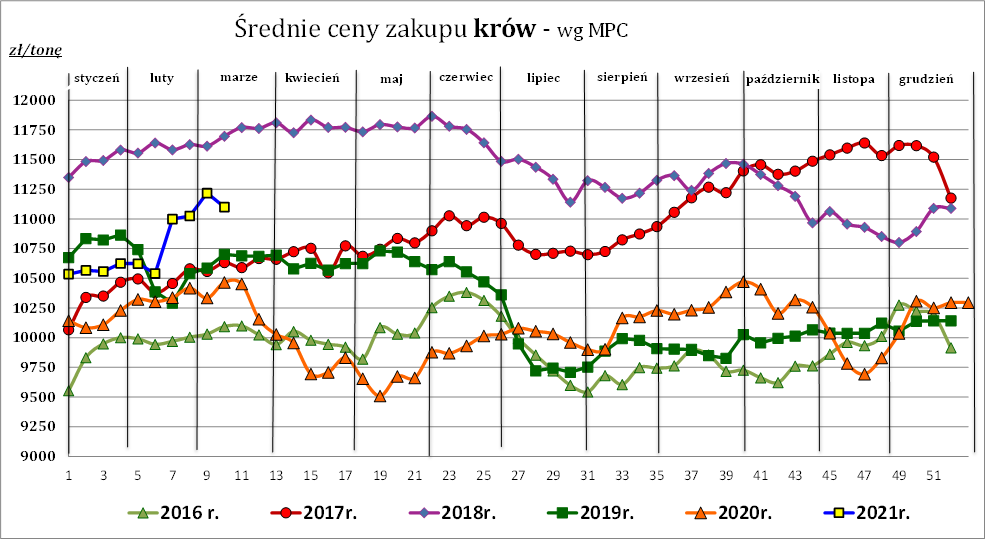 Średnie ceny zakupu krów - wg MPC
zł/tonę
styczeń luty marze kwiecień maj czerwiec lipiec sierpień wrzesień październik listopa grudzień
12000
11750
11500
11250
11000
10750
10500
10250
10000
9750
9500
9250
9000
1 3 5 7 9 11 13 15 17 19 21 23 25 27 29 31 33 35 37 39 41 43 45 47 49 51
2016 r. 2017r. 2018r. 2019r. 2020r. 2021r.